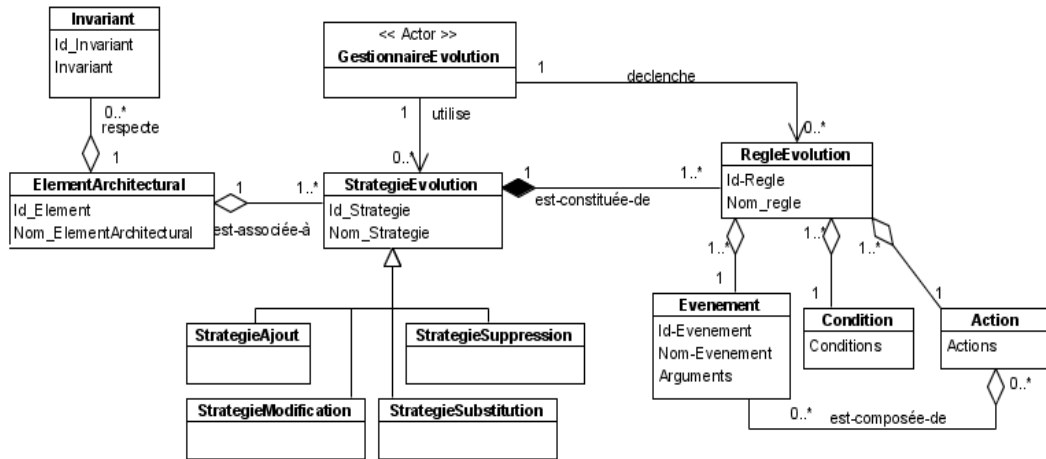 Invariant
Id_Invariant
Invariant
<< Actor >>
GestionnaireEvolution
1
declenche
0..*
1
utilise
0..*
respecte
1
0..*
RegleEvolution
Id-Regle
Nom_regle
ElementArchitectural
Id_Element
Nom_ElementArchitectural
1
1..*
est-associée-à
StrategieEvolution
Id_Strategie
Nom_Strategie
1
1..*
est-constituée-de
1..*
1..*
1..*
1
1
1
StrategieAjout
StrategieSuppression
StrategieModification
StrategieSubstitution
Evenement
Id-Evenement
Nom-Evenement
Arguments
Condition
Conditions
Action
Actions
0..*
0..*
est-composée-de